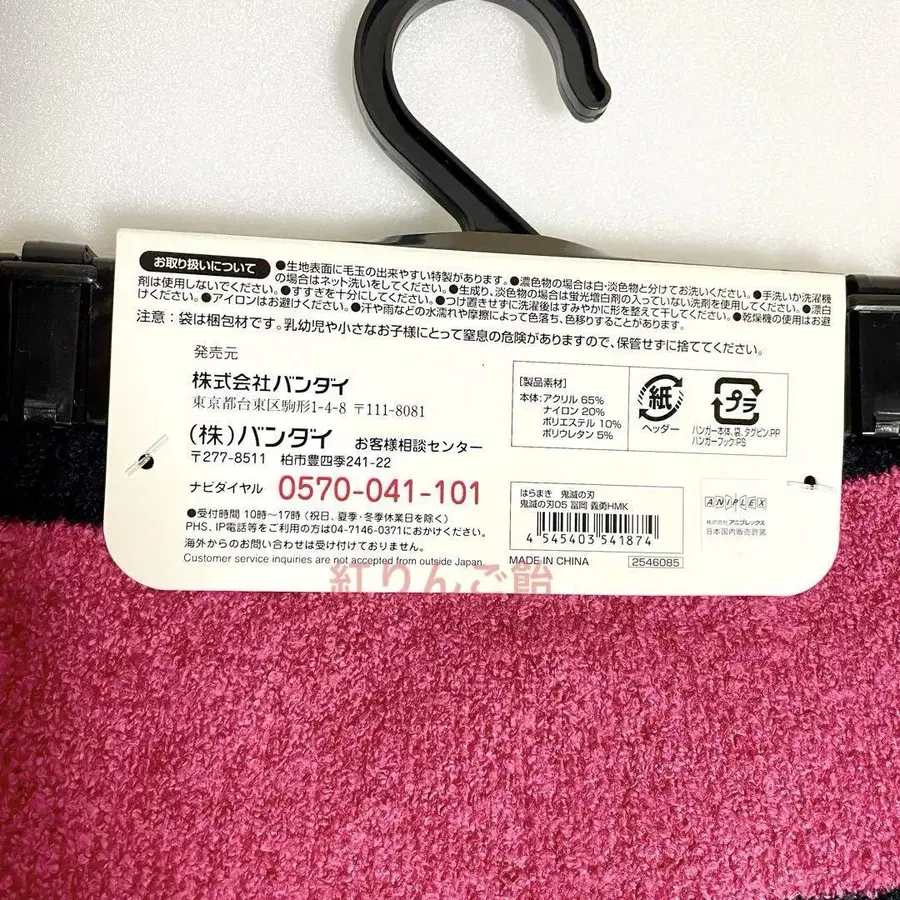 お取り扱いについて
●生地表面に毛玉の出来やすい特製があります。●濃色物の場合は白・淡色物と分けてお洗いください。●手洗いか洗濯機
の場合はネット洗いをしてください。●生成り、淡色物の場合は蛍光増白剤の入っていない洗剤を使用してください。●漂白
剤は使用しないでください。●すすぎを十分にしてください。●つけ置きせずに洗濯後はすみやかに形を整えて干してください。●乾燥機の使用はお避
けください。●アイロンはお避けください。●汗や雨などの水濡れや摩擦によって色落ち、色移りすることがあります。
注意：袋は梱包材です。乳幼児や小さなお子様にとって窒息の危険がありますので、保管せずに捨ててください。
発売元
株式会社バンダイ
東京都台東区駒形1-4-8 〒111-8081
(株)バンダイ お客様相談センター
〒277-8511 柏市豊四季241-22
ナビダイヤル 0570-041-101
●受付時間 10時〜17時 (祝日、夏季・冬季休業日を除く)
PHS、IP電話等をご利用の方は04-7146-0371におかけください。
海外からのお問い合わせは受け付けておりません。
Customer service inquiries are not accepted from outside Japan.
[製品素材]
本体:アクリル 65%
ナイロン 20%
ポリエステル 10%
ポリウレタン 5%
紙
ヘッダー
プラ
ハンガー本体、袋、タグピン:PP
ハンガーフック:PS
はらまき 鬼滅の刃
鬼滅の刃05 冨岡 義勇HMK
4 545403 541874
MADE IN CHINA
2546085
ANIPLEX
株式会社アニプレックス
日本国内販売許諾
紅りんご飴